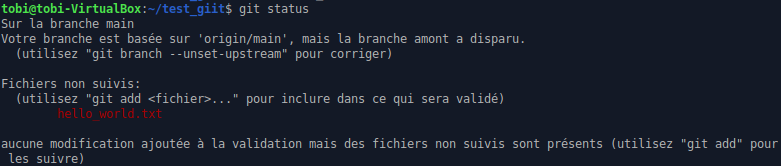 tobi@tobi-VirtualBox:~/test_giit$ git status
Sur la branche main
Votre branche est basée sur 'origin/main', mais la branche amont a disparu.
  (utilisez "git branch --unset-upstream" pour corriger)

Fichiers non suivis:
  (utilisez "git add <fichier>..." pour inclure dans ce qui sera validé)
        hello_world.txt

aucune modification ajoutée à la validation mais des fichiers non suivis sont présents (utilisez "git add" pour
 les suivre)